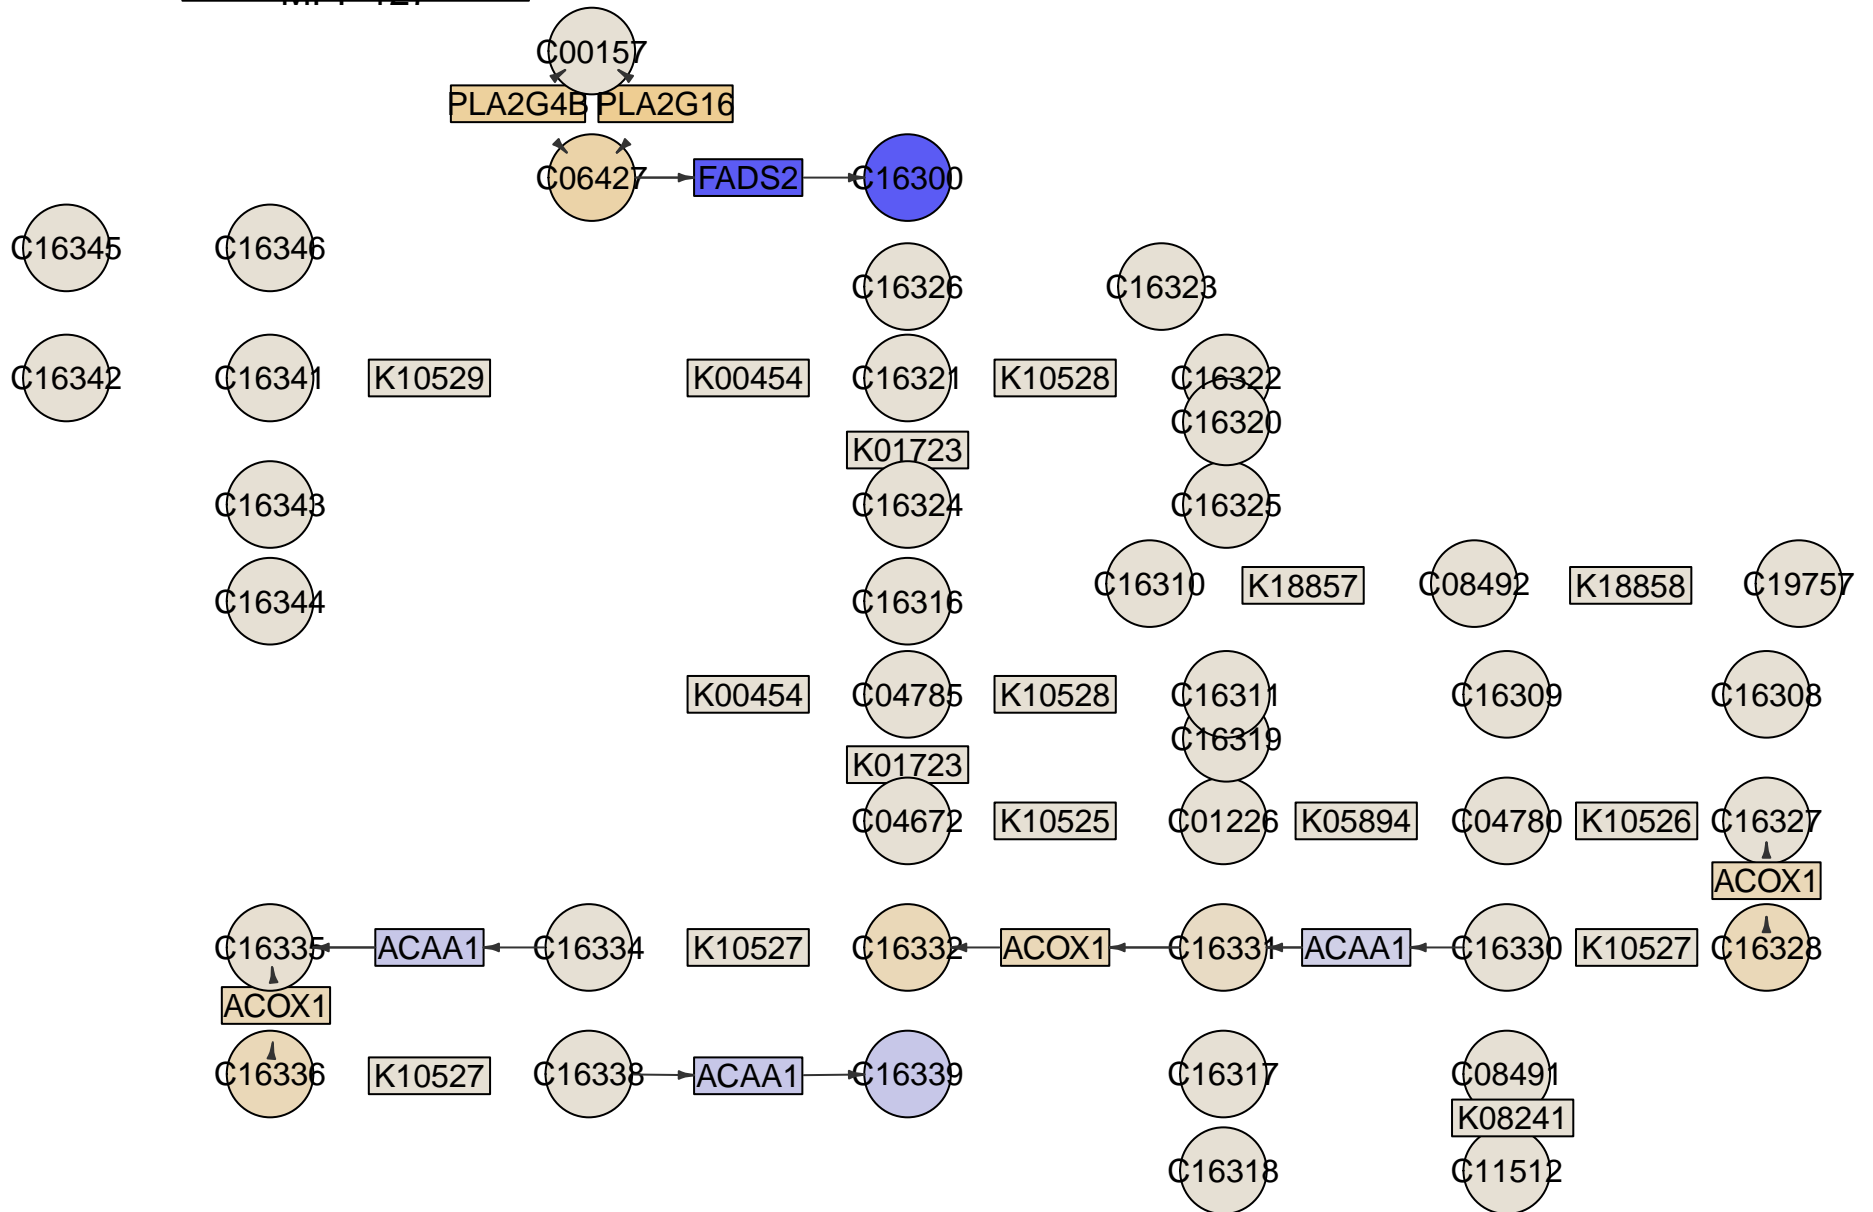 C00157
PLA2G4B PLA2G16
C06427 FADS2 C16300
C16345 C16346
C16326 C16323
C16342 C16341 K10529 K00454 C16321 K10528 C16322
C16320
K01723
C16343 C16324 C16325
C16310 K18857 C08492 K18858 C19757
C16344 C16316
K00454 C04785 K10528 C16311 C16309 C16308
C16319
K01723
C04672 K10525 C01226 K05894 C04780 K10526 C16327
ACOX1
C16335 ACAA1 C16334 K10527 C16332 ACOX1 C16331 ACAA1 C16330 K10527 C16328
ACOX1
C16336 K10527 C16338 ACAA1 C16339 C16317 C08491
K08241
C16318 C11512